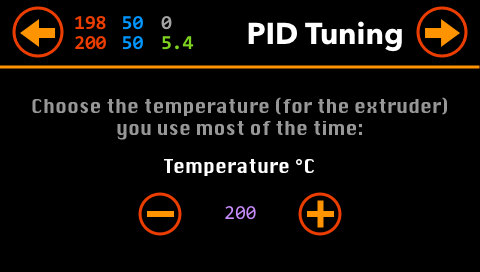 198 50 0
200 50 5.4
PID Tuning
Choose the temperature (for the extruder)
you use most of the time:
Temperature °C
200